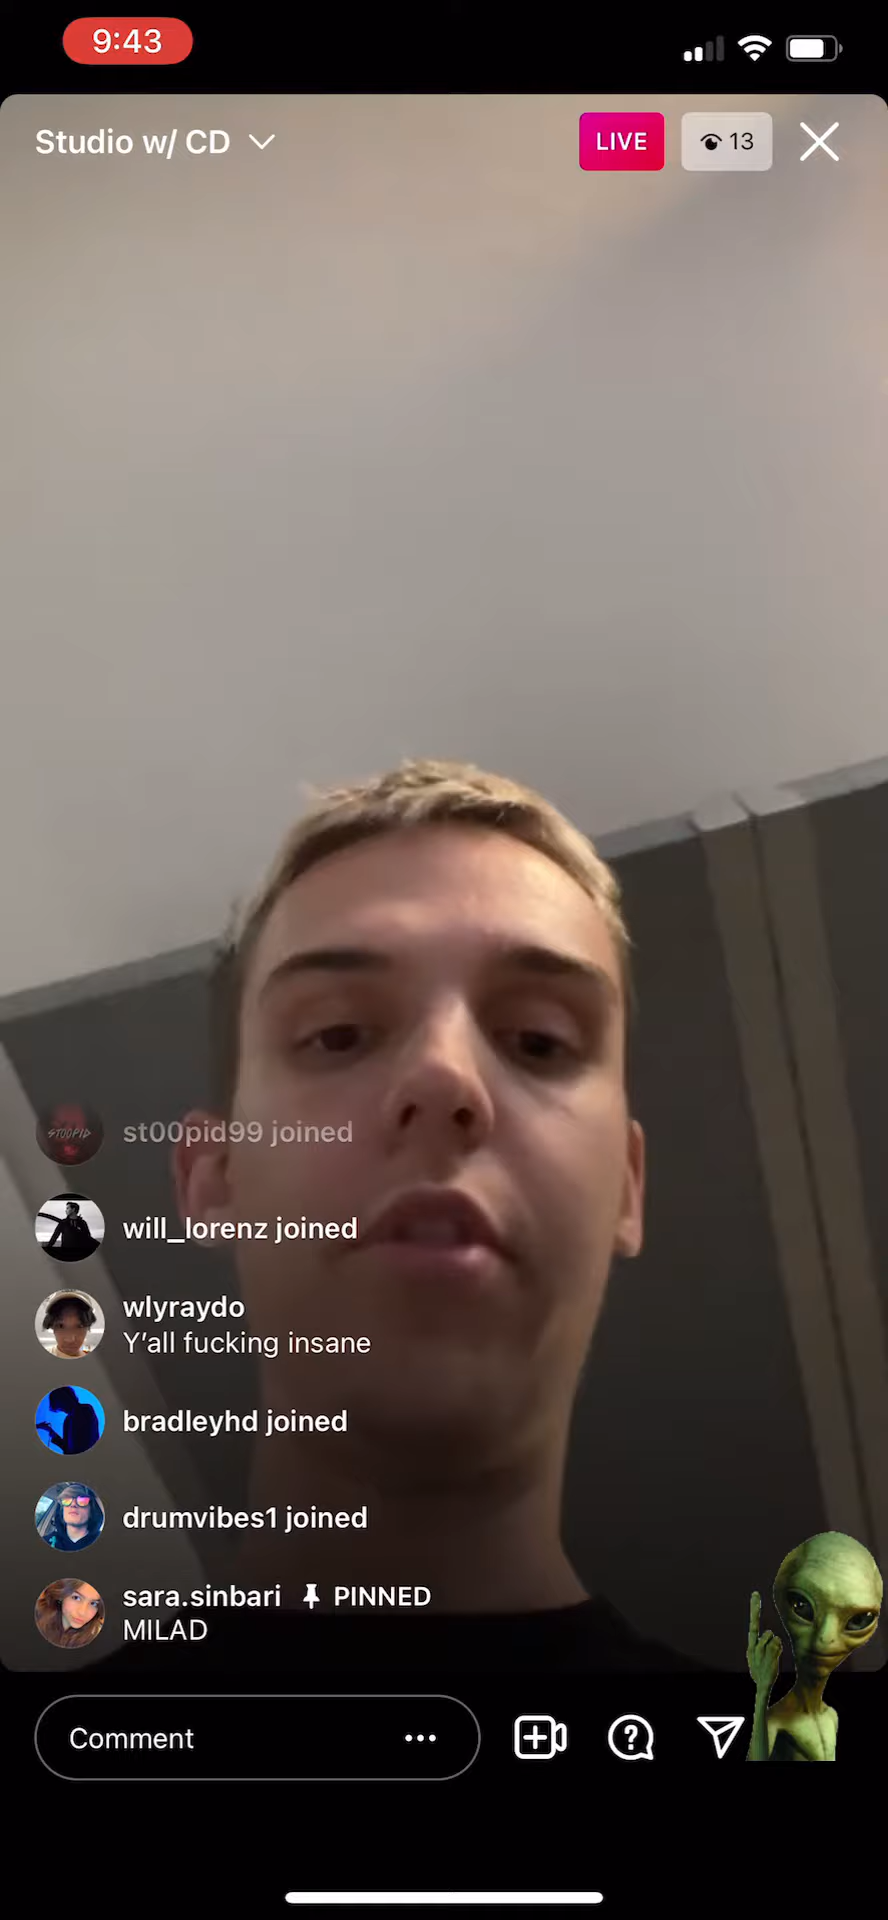 9:43
Studio w/ CD
LIVE
13
STOOPID
st00pid99 joined
will_lorenz joined
wlyraydo
Y’all fucking insane
bradleyhd joined
drumvibes1 joined
sara.sinbari PINNED
MILAD
Comment